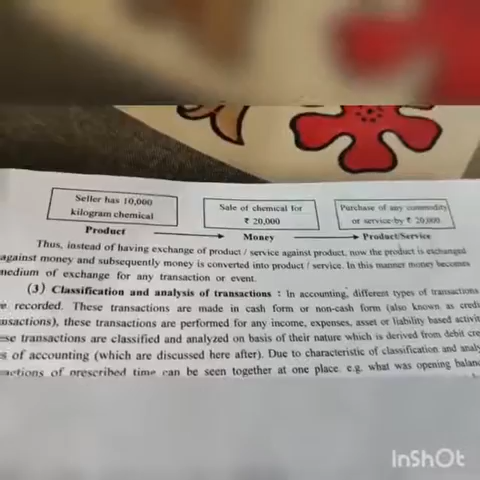 Seller has 10,000
kilogram chemical
Sale of chemical for
₹ 20,000
Purchase of any commodity
or service by ₹ 20,000
Product
Money
Product/Service
Thus, instead of having exchange of product / service against product, now the product is exchanged
against money and subsequently money is converted into product / service. In this manner money becomes
medium of exchange for any transaction or event.
(3) Classification and analysis of transactions : In accounting, different types of transactions
recorded. These transactions are made in cash form or non-cash form (also known as
these transactions are performed for any income, expenses, asset or liability based
transactions are classified and analyzed on basis of their nature which is derived from debit
of accounting (which are discussed here after). Due to characteristic of classification and
of prescribed time can be seen together at one place. e.g. what was opening
InShOt